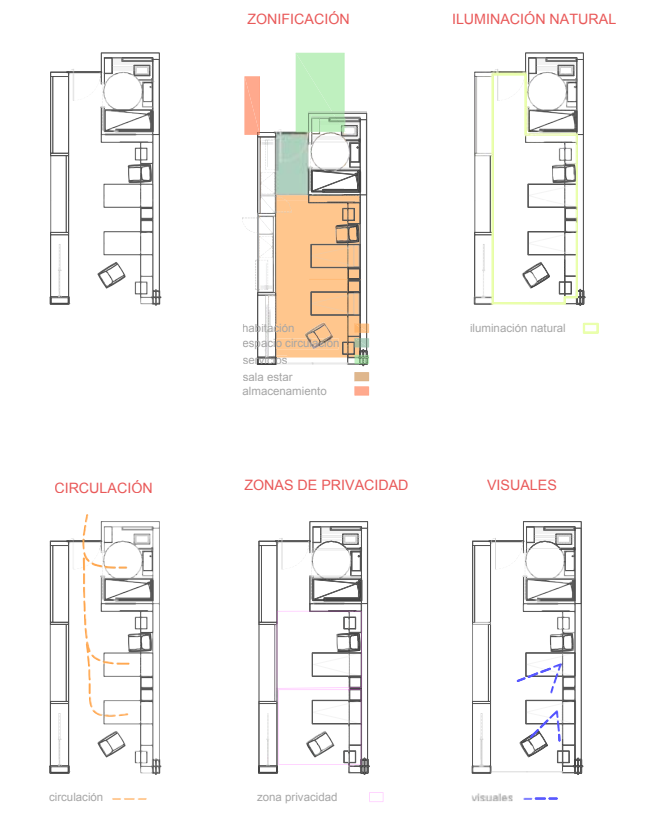 ZONIFICACIÓN
ILUMINACIÓN NATURAL
habitación
espacio circulación
servicios
sala estar
almacenamiento
iluminación natural
CIRCULACIÓN
ZONAS DE PRIVACIDAD
VISUALES
circulación
zona privacidad
visuales